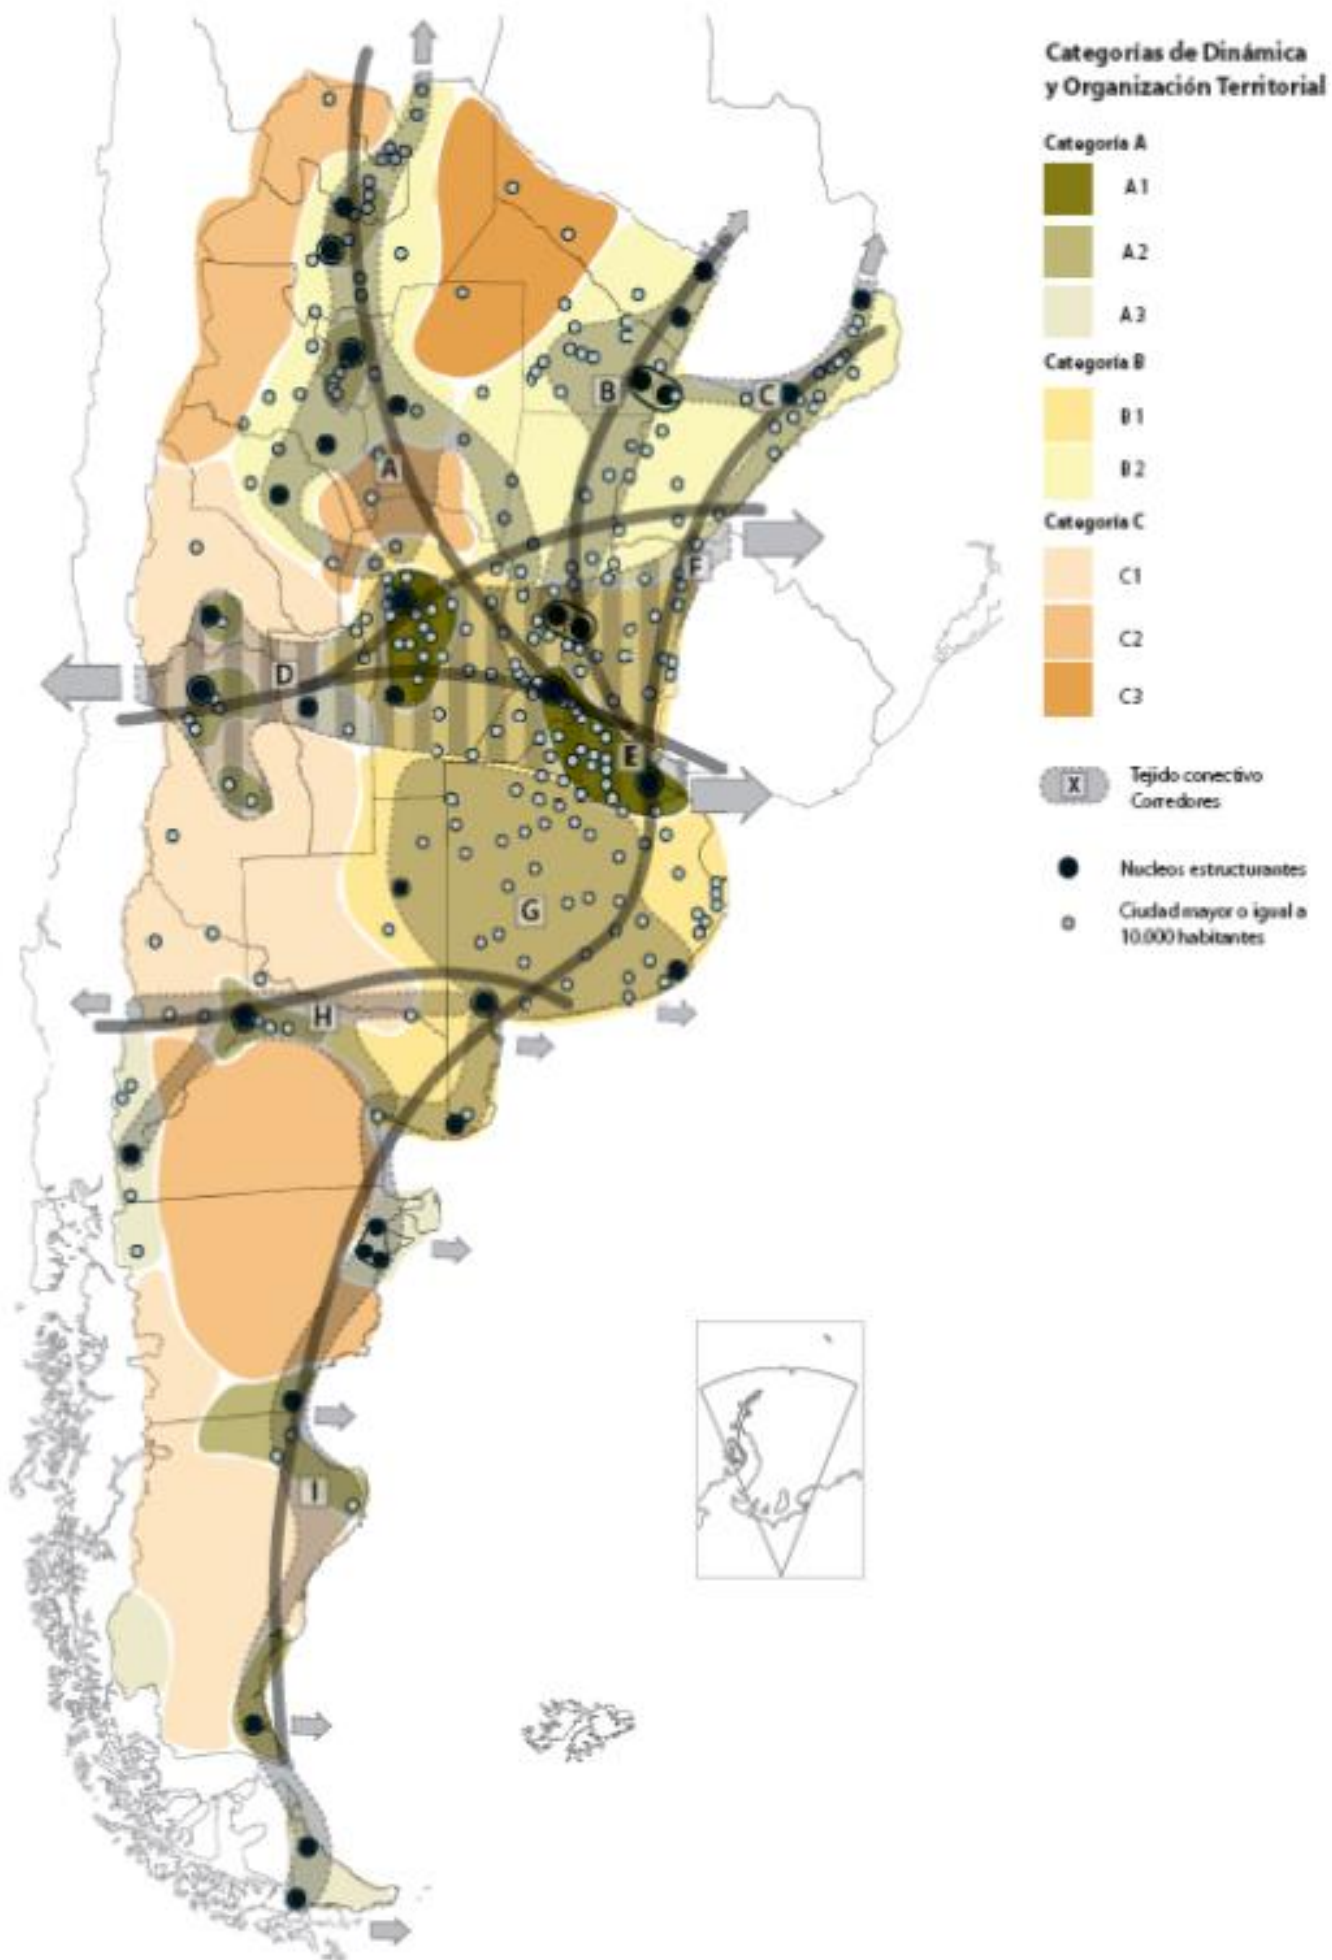 Categorías de Dinámica
y Organización Territorial
Categoría A
A1
A2
A3
Categoría B
B1
B2
Categoría C
C1
C2
C3
X
Tejido conectivo
Corredores
Nucleos estructurantes
Ciudad mayor o igual a
10.000 habitantes
A
B
C
D
E
F
G
H
I